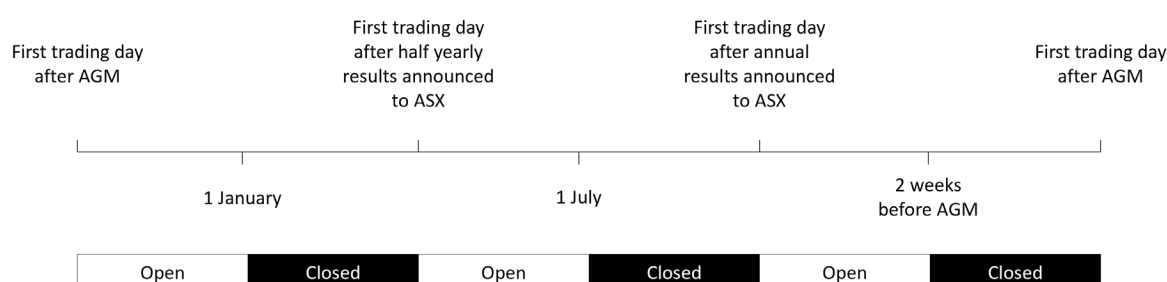 First trading day
after AGM
First trading day
after half yearly
results announced
to ASX
First trading day
after annual
results announced
to ASX
First trading day
after AGM
1 January
1 July
2 weeks
before AGM
Open
Closed
Open
Closed
Open
Closed